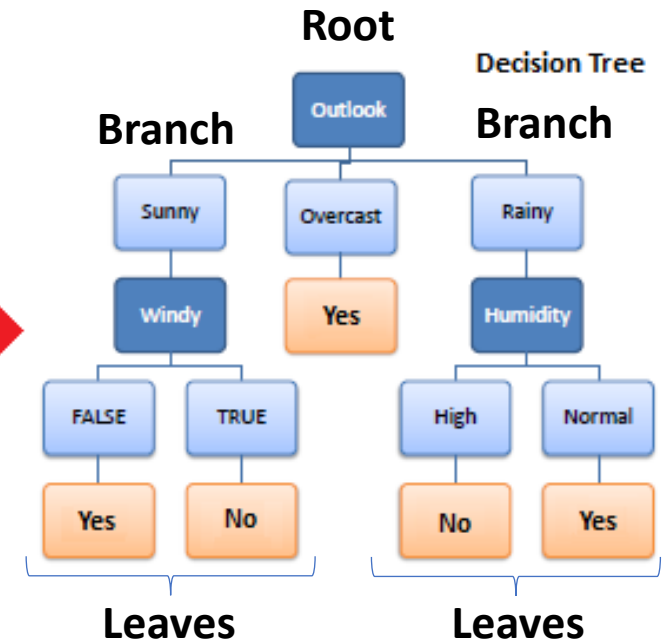 Root
Decision Tree
Outlook
Branch
Branch
Sunny
Overcast
Rainy
Windy
Yes
Humidity
FALSE
TRUE
High
Normal
Yes
No
No
Yes
Leaves
Leaves